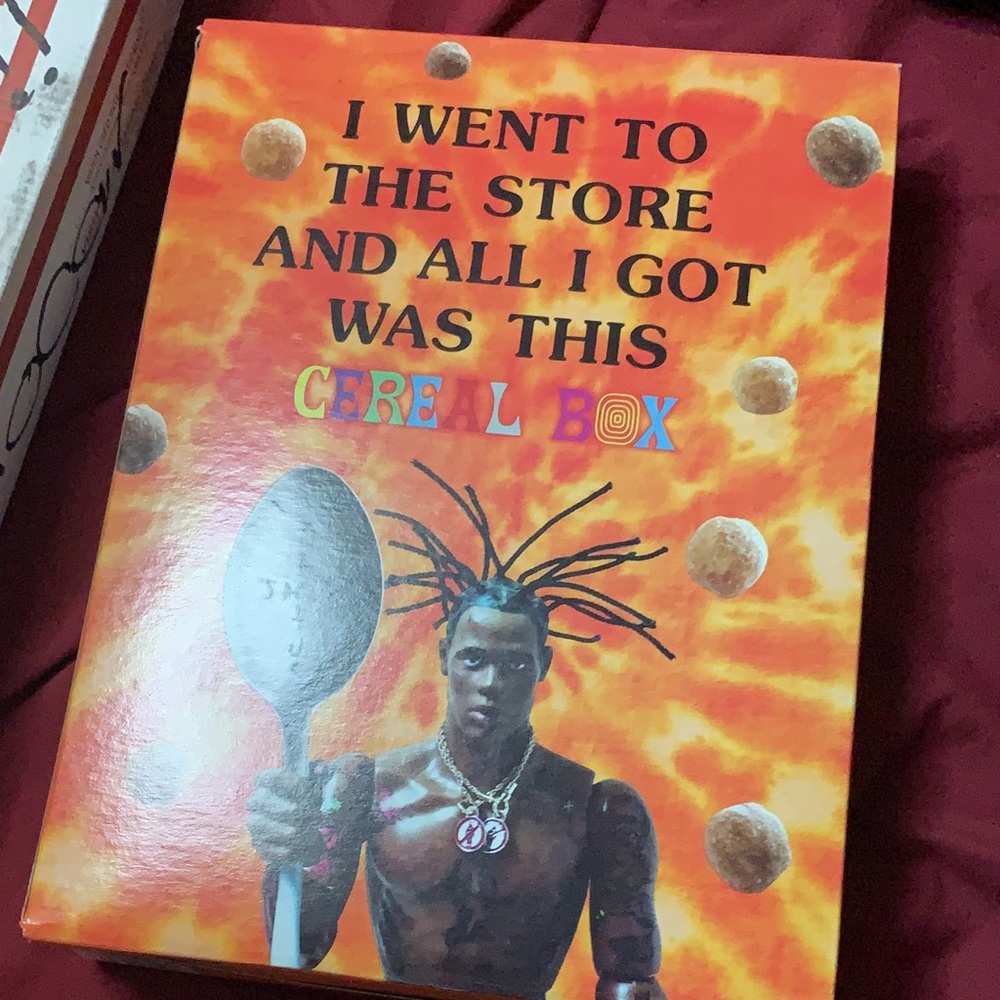 I WENT TO
THE STORE
AND ALL I GOT
WAS THIS
CEREAL BOX